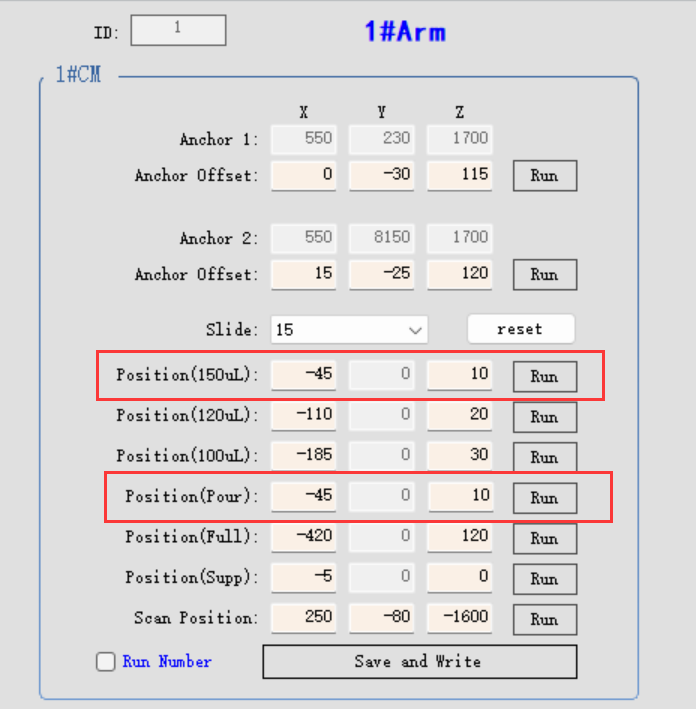 ID: 1 1#Arm
1#CM
X Y Z
Anchor 1: 550 230 1700
Anchor Offset: 0 -30 115 Run
Anchor 2: 550 8150 1700
Anchor Offset: 15 -25 120 Run
Slide: 15 reset
Position(150uL): -45 0 10 Run
Position(120uL): -110 0 20 Run
Position(100uL): -185 0 30 Run
Position(Pour): -45 0 10 Run
Position(Full): -420 0 120 Run
Position(Supp): -5 0 0 Run
Scan Position: 250 -80 -1600 Run
Run Number Save and Write